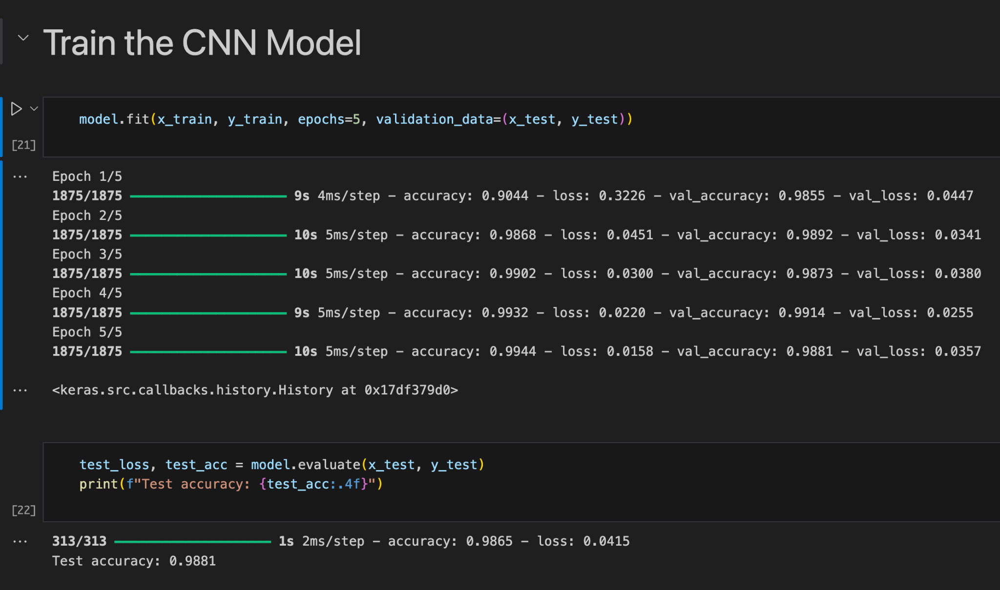 Train the CNN Model
model.fit(x_train, y_train, epochs=5, validation_data=(x_test, y_test))
[21]
Epoch 1/5
1875/1875 9s 4ms/step – accuracy: 0.9044 – loss: 0.3226 – val_accuracy: 0.9855 – val_loss: 0.0447
Epoch 2/5
1875/1875 10s 5ms/step – accuracy: 0.9868 – loss: 0.0451 – val_accuracy: 0.9892 – val_loss: 0.0341
Epoch 3/5
1875/1875 10s 5ms/step – accuracy: 0.9902 – loss: 0.0300 – val_accuracy: 0.9873 – val_loss: 0.0380
Epoch 4/5
1875/1875 9s 5ms/step – accuracy: 0.9932 – loss: 0.0220 – val_accuracy: 0.9914 – val_loss: 0.0255
Epoch 5/5
1875/1875 10s 5ms/step – accuracy: 0.9944 – loss: 0.0158 – val_accuracy: 0.9881 – val_loss: 0.0357
<keras.src.callbacks.history.History at 0x17df379d0>
test_loss, test_acc = model.evaluate(x_test, y_test)
print(f"Test accuracy: {test_acc:.4f}")
[22]
313/313 1s 2ms/step – accuracy: 0.9865 – loss: 0.0415
Test accuracy: 0.9881